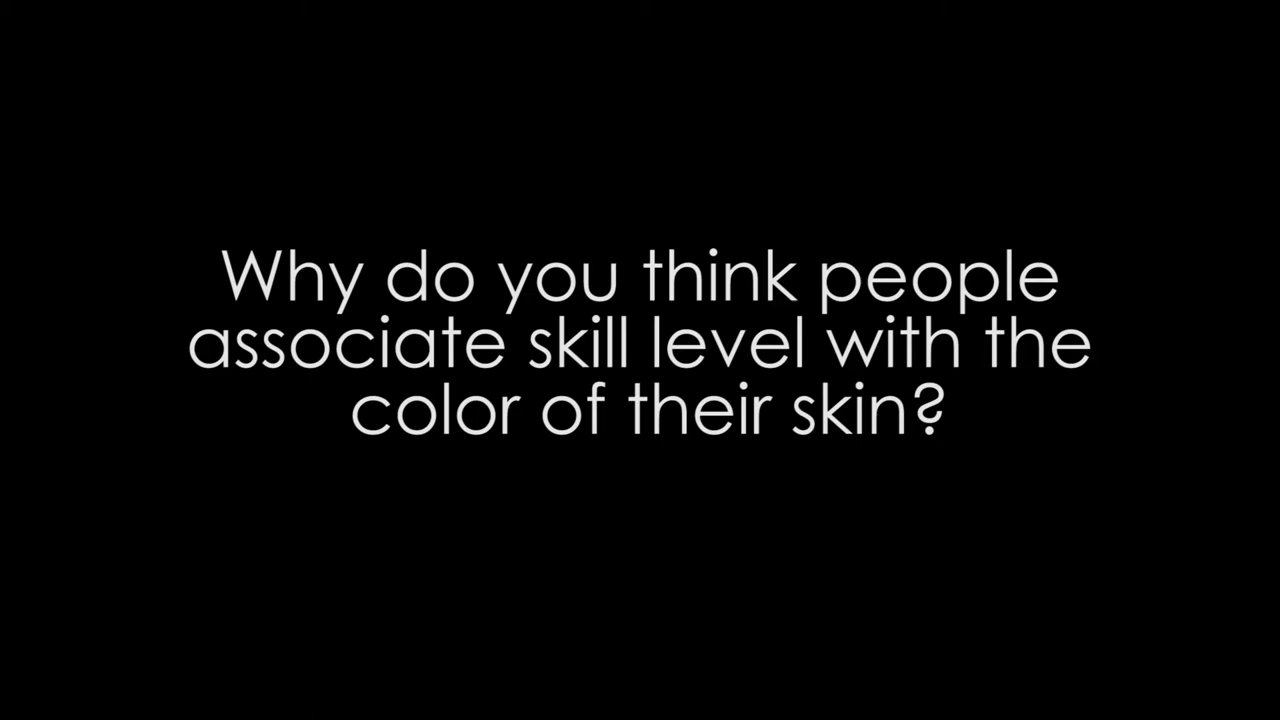 Why do you think people
associate skill level with the
color of their skin?